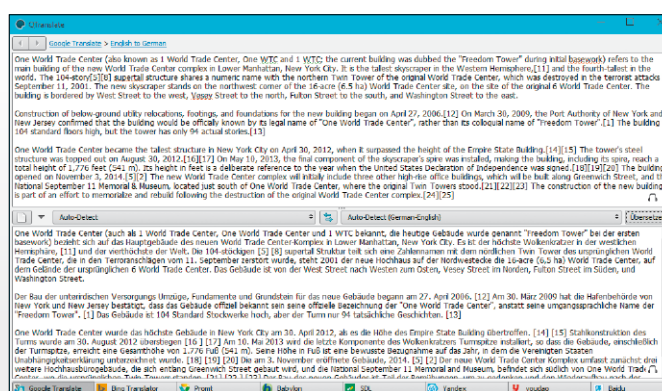 QTranslate
Google Translate > English to German
One World Trade Center (also known as 1 World Trade Center, One WTC and 1 WTC; the current building was dubbed the "Freedom Tower" during initial basework) refers to the
main building of the new World Trade Center complex in Lower Manhattan, New York City. It is the tallest skyscraper in the Western Hemisphere,[11] and the fourth-tallest in the
world. The 104-story[5][8] supertall structure shares a numeric name with the northern Twin Tower of the original World Trade Center, which was destroyed in the terrorist attacks
September 11, 2001. The new skyscraper stands on the northwest corner of the 16-acre (6.5 ha) World Trade Center site, on the site of the original 6 World Trade Center. The
building is bordered by West Street to the west, Vesey Street to the north, Fulton Street to the south, and Washington Street to the east.
Construction of below-ground utility relocations, footings, and foundations for the new building began on April 27, 2006.[12] On March 30, 2009, the Port Authority of New York and
New Jersey confirmed that the building would be officially known by its legal name of "One World Trade Center", rather than its colloquial name of "Freedom Tower".[1] The building
104 standard floors high, but the tower has only 94 actual stories.[13]
One World Trade Center became the tallest structure in New York City on April 30, 2012, when it surpassed the height of the Empire State Building.[14][15] The tower's steel
structure was topped out on August 30, 2012.[16][17] On May 10, 2013, the final component of the skyscraper's spire was installed, making the building, including its spire, reach a
total height of 1,776 feet (541 m). Its height in feet is a deliberate reference to the year when the United States Declaration of Independence was signed.[18][19][20] The building
opened on November 3, 2014.[5][2] The new World Trade Center complex will initially include three other high-rise office buildings, which will be built along Greenwich Street, and the
National September 11 Memorial & Museum, located just south of One World Trade Center, where the original Twin Towers stood.[21][22][23] The construction of the new building
is part of an effort to memorialize and rebuild following the destruction of the original World Trade Center complex.[24][25]
Auto-Detect Auto-Detect (German-English) Übersetze
One World Trade Center (auch als 1 World Trade Center, One World Trade Center und 1 WTC bekannt, die heutige Gebäude wurde genannt "Freedom Tower" bei der ersten
basework) bezieht sich auf das Hauptgebäude des neuen World Trade Center-Komplex in Lower Manhattan, New York City. Es ist der höchste Wolkenkratzer in der westlichen
Hemisphäre, [11] und der vierthöchste der Welt. Die 104-stöckigen [5] [8] supertall Struktur teilt sich eine Zahlennamen mit dem nördlichen Twin Tower des ursprünglichen World
Trade Center, die in den Terroranschlägen vom 11. September zerstört wurde, steht 2001 der neue Hochhaus auf der Nordwestecke die 16-acre (6,5 ha) World Trade Center, auf
dem Gelände der ursprünglichen 6 World Trade Center. Das Gebäude ist von der West Street nach Westen zum Osten, Vesey Street im Norden, Fulton Street im Süden, und
Washington Street.
Der Bau der unterirdischen Versorgungs Umzüge, Fundamente und Grundstein für das neue Gebäude begann am 27. April 2006. [12] Am 30. März 2009 hat die Hafenbehörde von
New York und New Jersey bestätigt, dass das Gebäude offiziell bekannt sein seine offizielle Bezeichnung der "One World Trade Center", anstatt seine umgangssprachliche Name der
"Freedom Tower". [1] Das Gebäude ist 104 Standard Stockwerke hoch, aber der Turm nur 94 tatsächliche Geschichten. [13]
One World Trade Center wurde das höchste Gebäude in New York City am 30. April 2012, als es die Höhe des Empire State Building übertroffen. [14] [15] Stahlkonstruktion des
Turms wurde am 30. August 2012 überstiegen [16 ] [17] Am 10. Mai 2013 wird die letzte Komponente des Wolkenkratzers Turmspitze installiert, so dass die Gebäude, einschließlich
der Turmspitze, erreicht eine Gesamthöhe von 1.776 Fuß (541 m). Seine Höhe in Fuß ist eine bewusste Bezugnahme auf das Jahr, in dem die Vereinigten Staaten
Unabhängigkeitserklärung unterzeichnet wurde. [18] [19] [20] Die am 3. November eröffnete Gebäude, 2014. [5] [2] Der neue World Trade Center Komplex umfasst zunächst drei
weitere Hochhausbürogebäude, die sich entlang Greenwich Street gebaut wird, und die National September 11 Memorial Museum, befindet sich südlich von One World Trade
Google Translate Bing Translator Promt Babylon SDL Yandex youdao Baidu